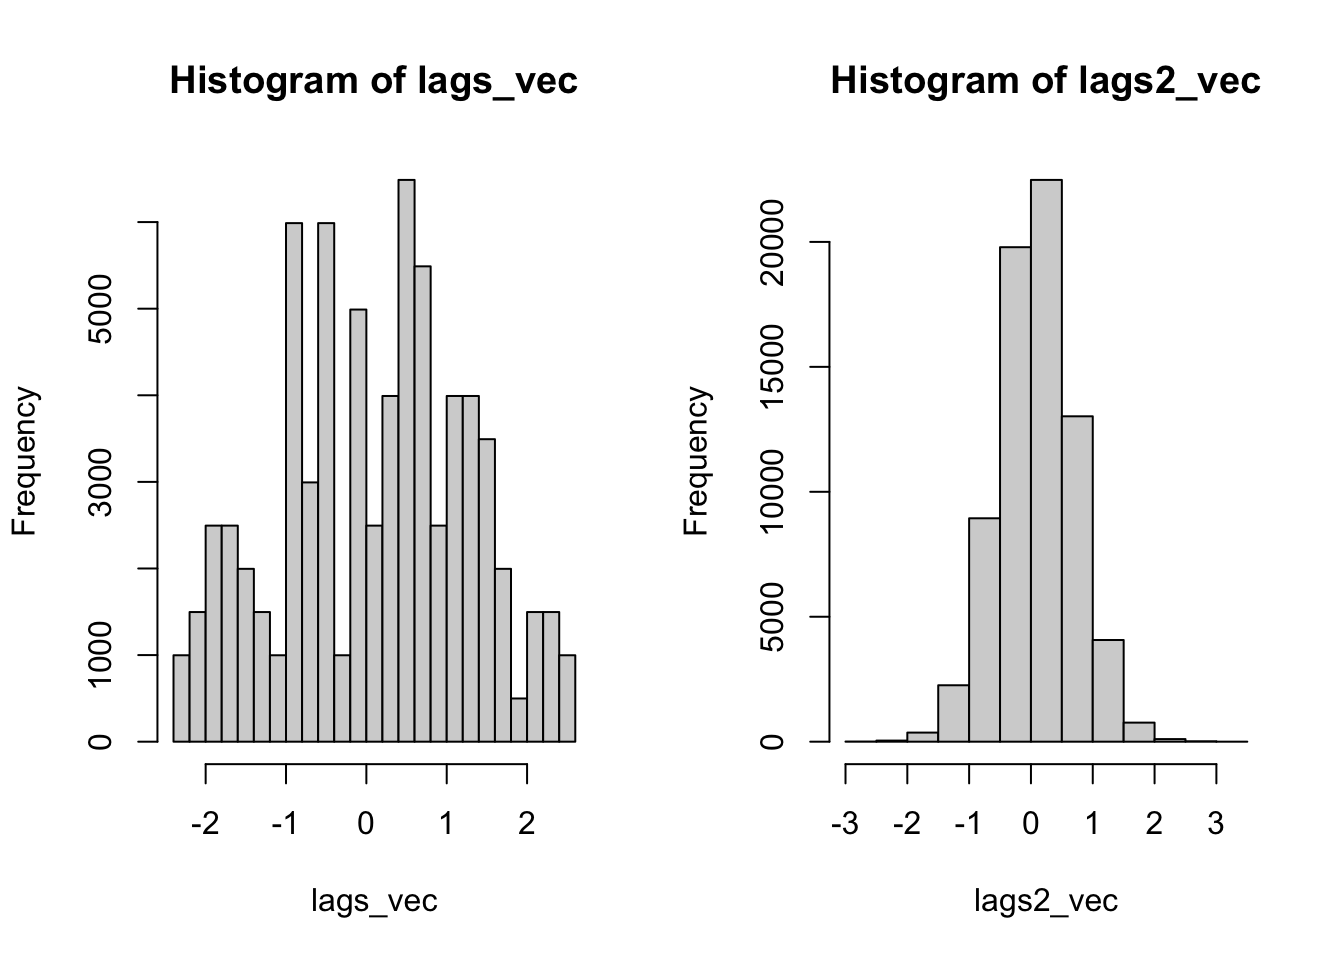 Histogram of lags_vec
Frequency
5000
3000
1000
0
-2 -1 0 1 2
lags_vec
Histogram of lags2_vec
Frequency
20000
15000
10000
5000
0
-3 -2 -1 0 1 2 3
lags2_vec